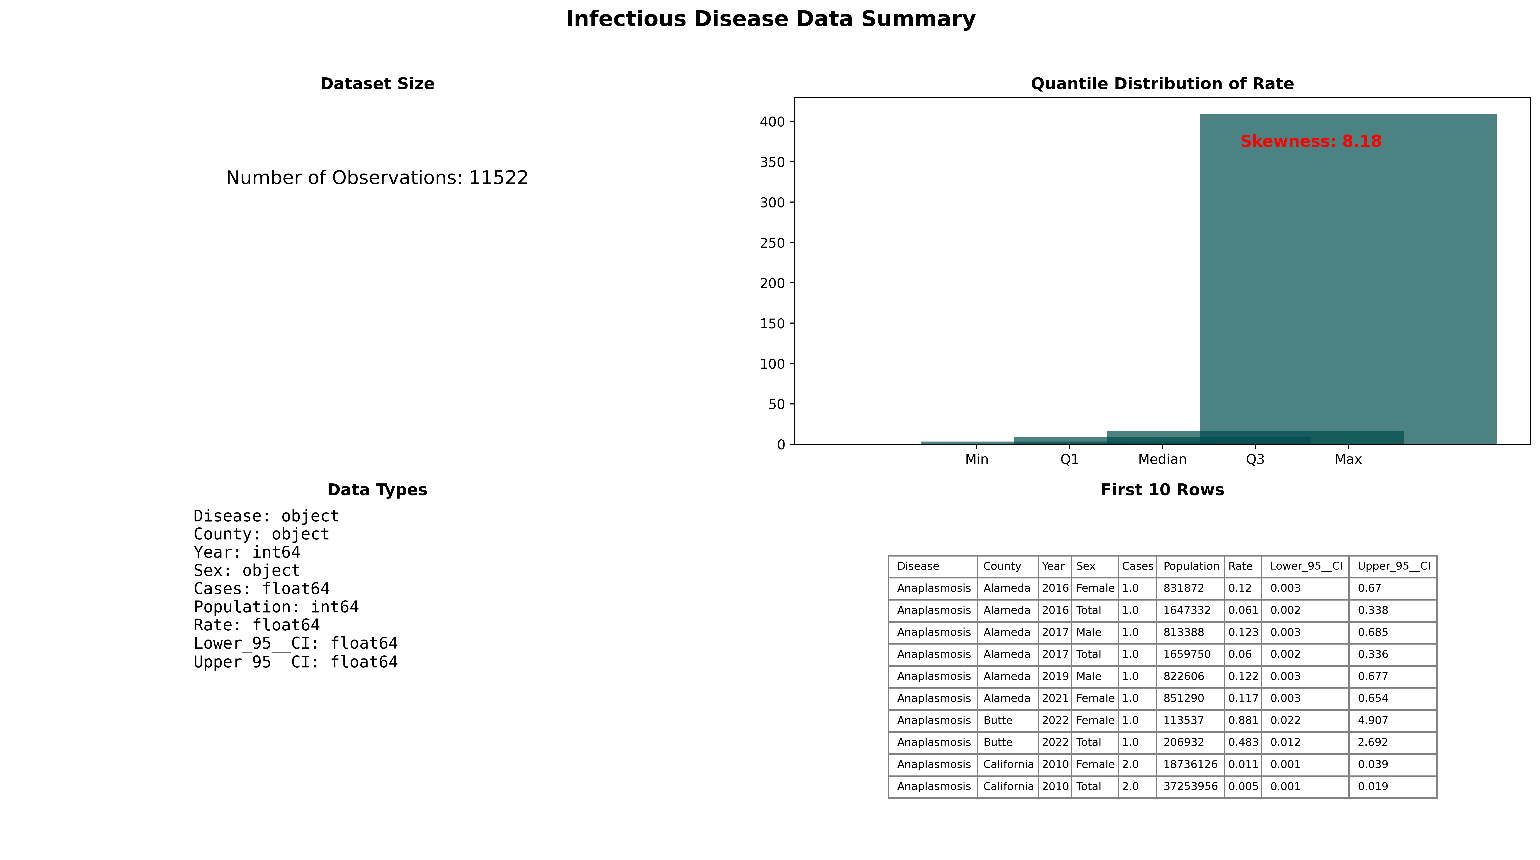 Infectious Disease Data Summary
Dataset Size
Number of Observations: 11522
Quantile Distribution of Rate
400
350
300
250
200
150
100
50
0
Skewness: 8.18
Min Q1 Median Q3 Max
Data Types
Disease: object
County: object
Year: int64
Sex: object
Cases: float64
Population: int64
Rate: float64
Lower_95__CI: float64
Upper_95__CI: float64
First 10 Rows
Disease County Year Sex Cases Population Rate Lower_95__CI Upper_95__CI
Anaplasmosis Alameda 2016 Female 1.0 831872 0.12 0.003 0.67
Anaplasmosis Alameda 2016 Total 1.0 1647332 0.061 0.002 0.338
Anaplasmosis Alameda 2017 Male 1.0 813388 0.123 0.003 0.685
Anaplasmosis Alameda 2017 Total 1.0 1659750 0.06 0.002 0.336
Anaplasmosis Alameda 2019 Male 1.0 822606 0.122 0.003 0.677
Anaplasmosis Alameda 2021 Female 1.0 851290 0.117 0.003 0.654
Anaplasmosis Butte 2022 Female 1.0 113537 0.881 0.022 4.907
Anaplasmosis Butte 2022 Total 1.0 206932 0.483 0.012 2.692
Anaplasmosis California 2010 Female 2.0 18736126 0.011 0.001 0.039
Anaplasmosis California 2010 Total 2.0 37253956 0.005 0.001 0.019